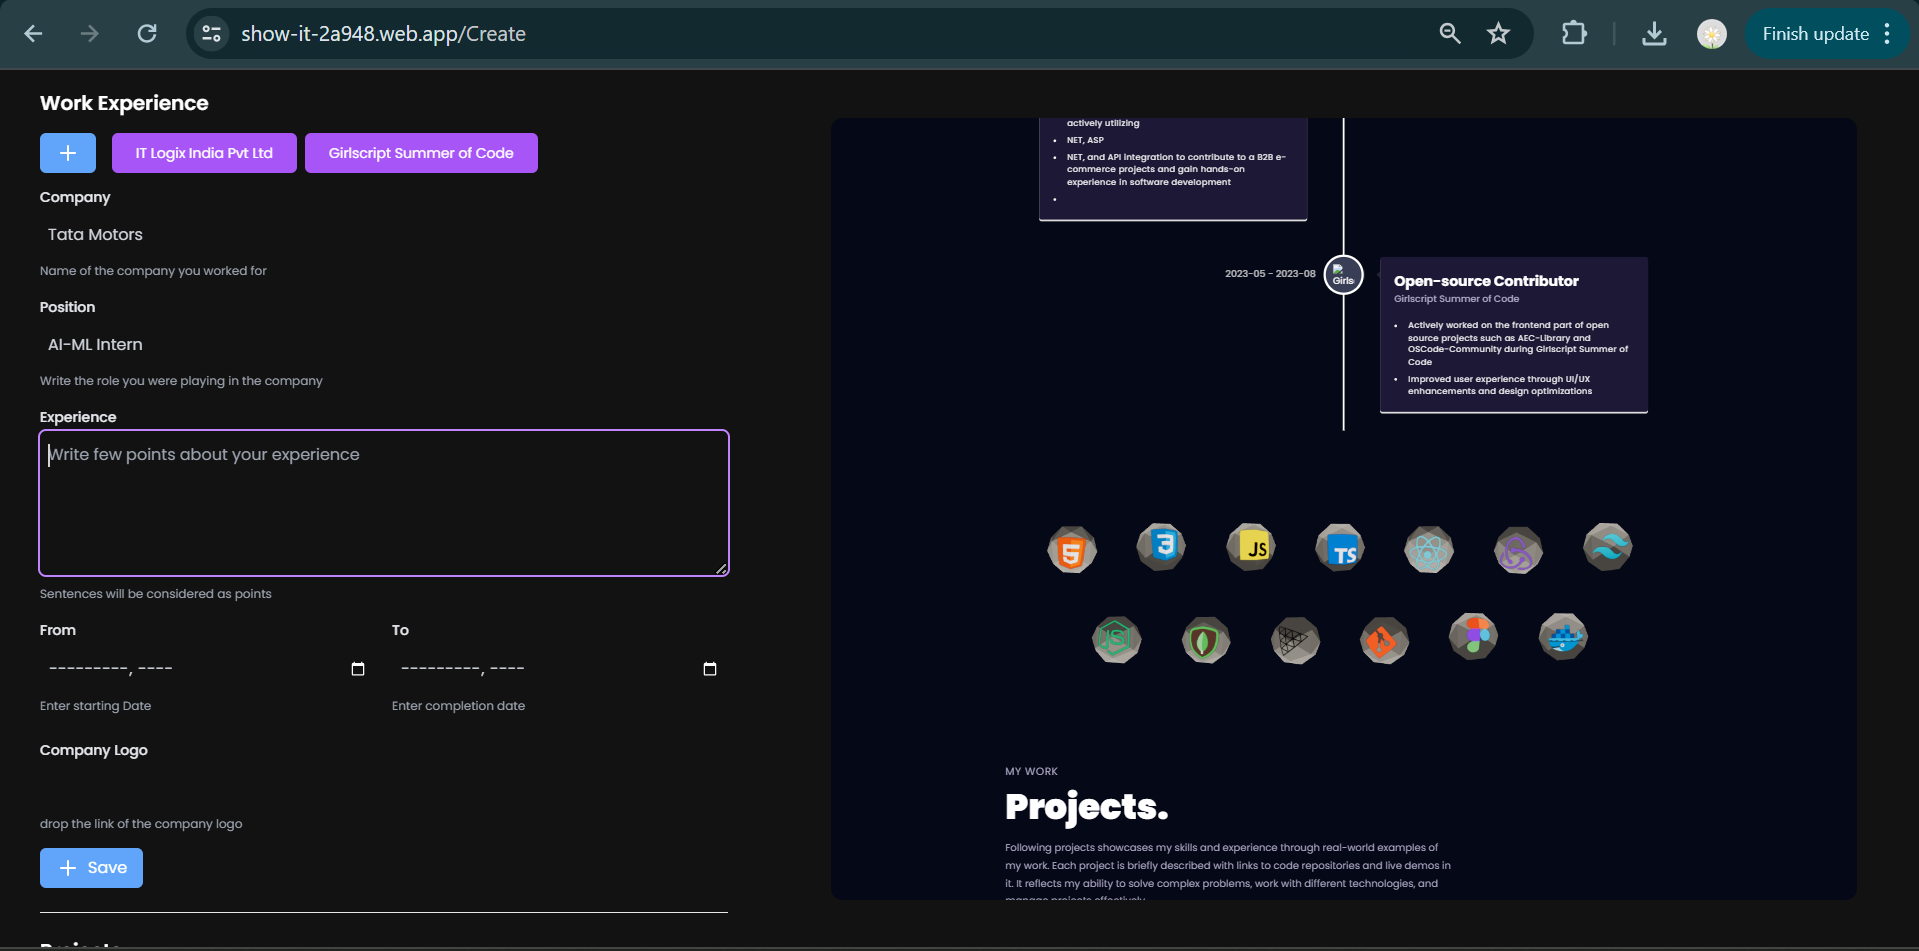 show-it-2a948.web.app/Create
Finish update
Work Experience
IT Logix India Pvt Ltd
Girlscript Summer of Code
Company
Tata Motors
Name of the company you worked for
Position
AI-ML Intern
Write the role you were playing in the company
Experience
Write few points about your experience
Sentences will be considered as points
From
To
---------, ----
---------, ----
Enter starting Date
Enter completion date
Company Logo
drop the link of the company logo
Save
actively utilizing
• NET, ASP
• NET, and API integration to contribute to a B2B e-
commerce projects and gain hands-on
experience in software development
•
2023-05 - 2023-08
Girls
Open-source Contributor
Girlscript Summer of Code
• Actively worked on the frontend part of open
source projects such as AEC-Library and
OSCode-Community during Girlscript Summer of
Code
• Improved user experience through UI/UX
enhancements and design optimizations
5
3
JS
TS
JS
MY WORK
Projects.
Following projects showcases my skills and experience through real-world examples of
my work. Each project is briefly described with links to code repositories and live demos in
it. It reflects my ability to solve complex problems, work with different technologies, and
manage projects effectively.
Projects